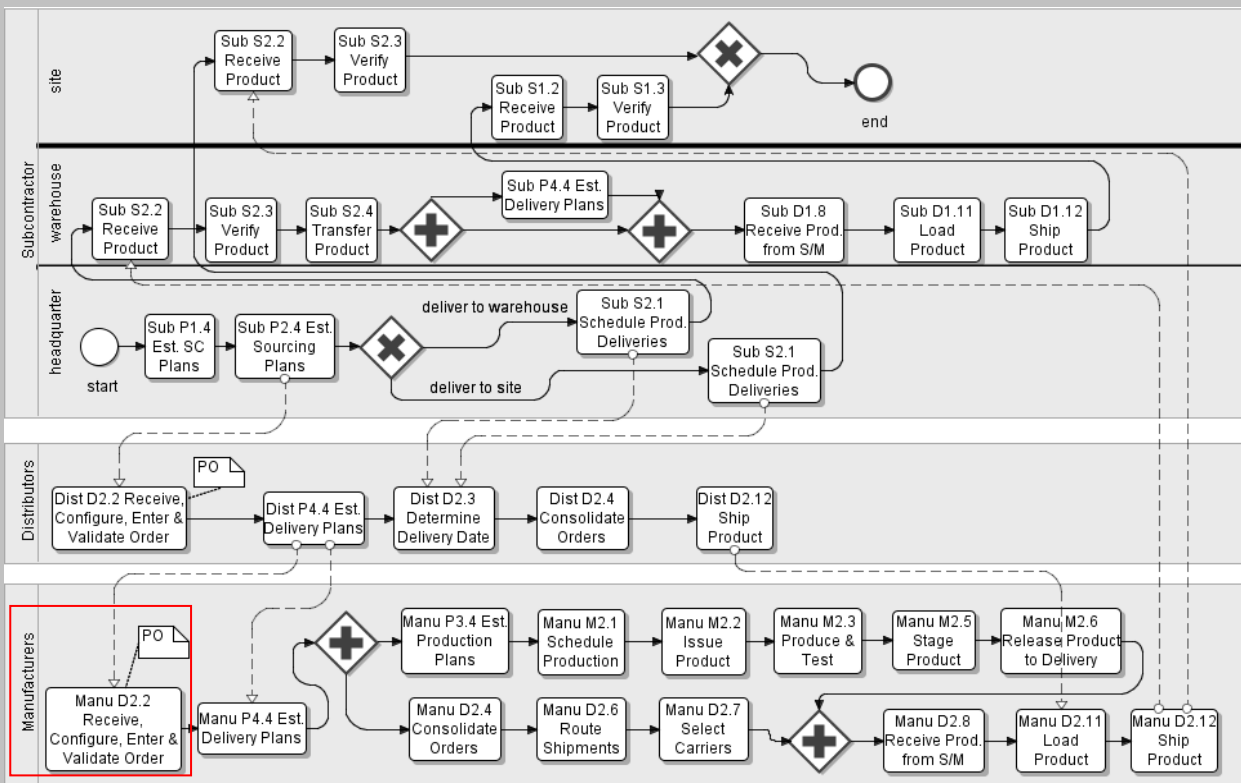 Subcontractor
site
Sub S2.2
Receive
Product
Sub S2.3
Verify
Product
Sub S1.2
Receive
Product
Sub S1.3
Verify
Product
end
warehouse
Sub S2.2
Receive
Product
Sub S2.3
Verify
Product
Sub S2.4
Transfer
Product
Sub P4.4 Est.
Delivery Plans
Sub D1.8
Receive Prod.
from S/M
Sub D1.11
Load
Product
Sub D1.12
Ship
Product
headquarter
start
Sub P1.4
Est. SC
Plans
Sub P2.4 Est.
Sourcing
Plans
deliver to warehouse
Sub S2.1
Schedule Prod.
Deliveries
deliver to site
Sub S2.1
Schedule Prod.
Deliveries
Distributors
PO
Dist D2.2 Receive,
Configure, Enter &
Validate Order
Dist P4.4 Est.
Delivery Plans
Dist D2.3
Determine
Delivery Date
Dist D2.4
Consolidate
Orders
Dist D2.12
Ship
Product
Manufacturers
PO
Manu D2.2
Receive,
Configure, Enter &
Validate Order
Manu P4.4 Est.
Delivery Plans
Manu P3.4 Est.
Production
Plans
Manu M2.1
Schedule
Production
Manu M2.2
Issue
Product
Manu M2.3
Produce &
Test
Manu M2.5
Stage
Product
Manu M2.6
Release Product
to Delivery
Manu D2.4
Consolidate
Orders
Manu D2.6
Route
Shipments
Manu D2.7
Select
Carriers
Manu D2.8
Receive Prod.
from S/M
Manu D2.11
Load
Product
Manu D2.12
Ship
Product